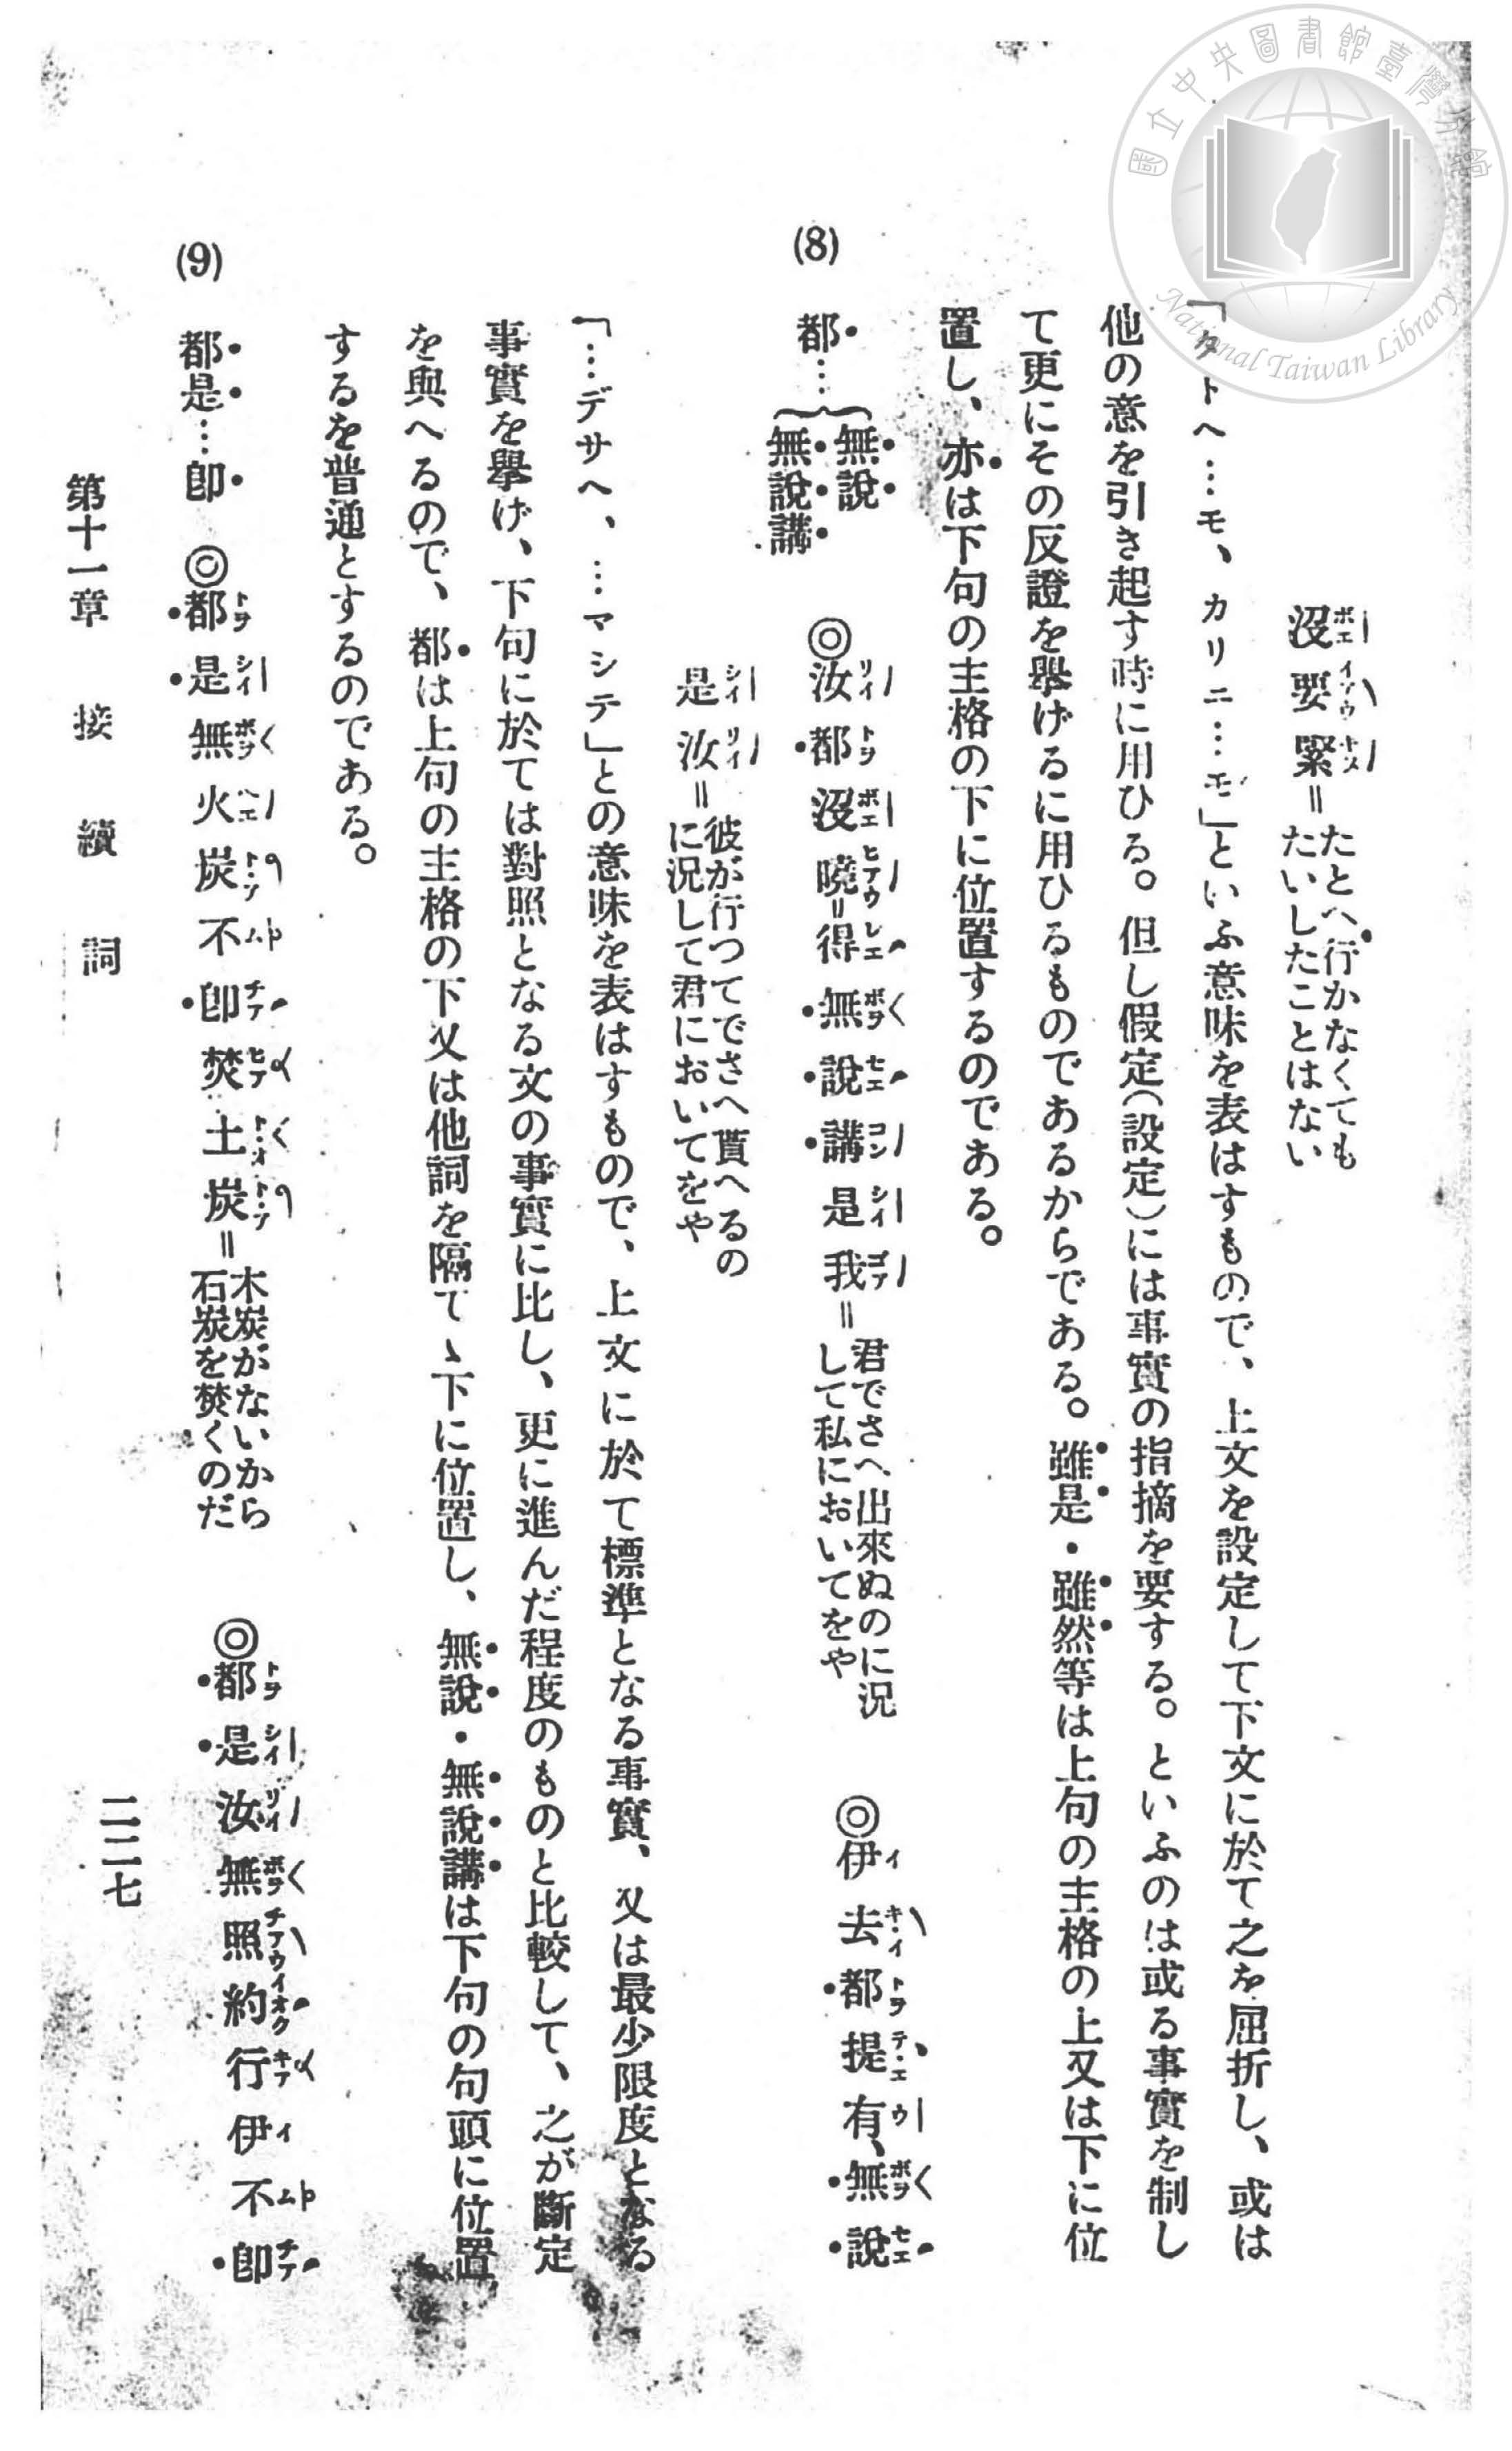 沒要緊＝たとへ行かなくても
たいしたことはない
「タトヘ…モ、カリニ…モ」といふ意味を表はすもので、上文を設定して下文に於て之を屈折し、或は
他の意を引き起す時に用ひる。但し假定(設定)には事實の指摘を要する。といふのは或る事實を制し
て更にその反證を擧げるに用ひるものであるからである。雖是・雖然等は上句の主格の上又は下に位
置し、亦は下句の主格の下に位置するのである。
(8) 都…{無說
無說講
◎汝都沒曉＝得無說講是我＝君でさへ出來ぬのに況
して私においてをや
◎伊去都提有、無說
是汝＝彼が行つてでさへ貰へるの
に況して君においてをや
「…デサヘ、…マシテ」との意味を表はすもので、上文に於て標準となる事實、又は最少限度となる
事實を擧げ、下句に於ては對照となる文の事實に比し、更に進んだ程度のものと比較して、之が斷定
を與へるので、都は上句の主格の下又は他詞を隔てゝ下に位置し、無說・無說講は下句の句頭に位置
するを普通とするのである。
(9) 都是…卽 ◎都是無火炭不卽焚土炭＝木炭がないから
石炭を焚くのだ
◎都是汝無照約行伊不卽
第十一章 接續詞
二二七
國立中央圖書館臺灣分館
National Taiwan Library